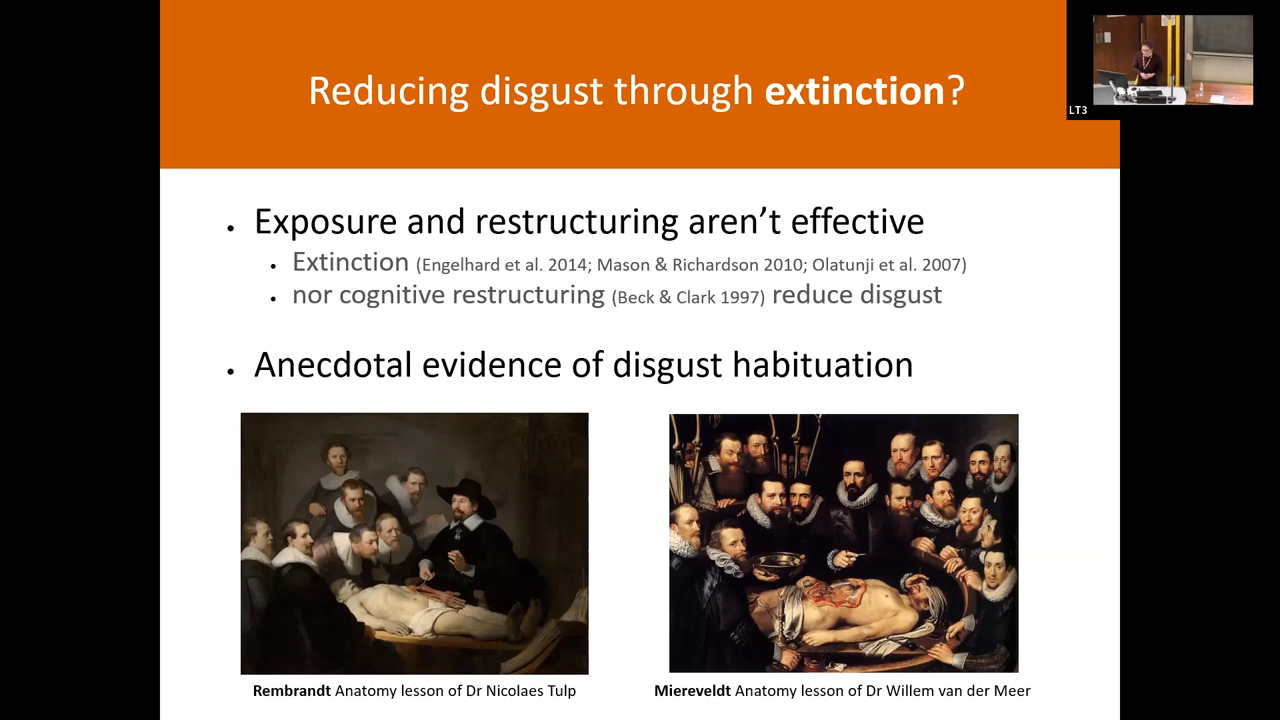 Reducing disgust through extinction?
LT3
• Exposure and restructuring aren’t effective
• Extinction (Engelhard et al. 2014; Mason & Richardson 2010; Olatunji et al. 2007)
• nor cognitive restructuring (Beck & Clark 1997) reduce disgust
• Anecdotal evidence of disgust habituation
Rembrandt Anatomy lesson of Dr Nicolaes Tulp
Miereveldt Anatomy lesson of Dr Willem van der Meer